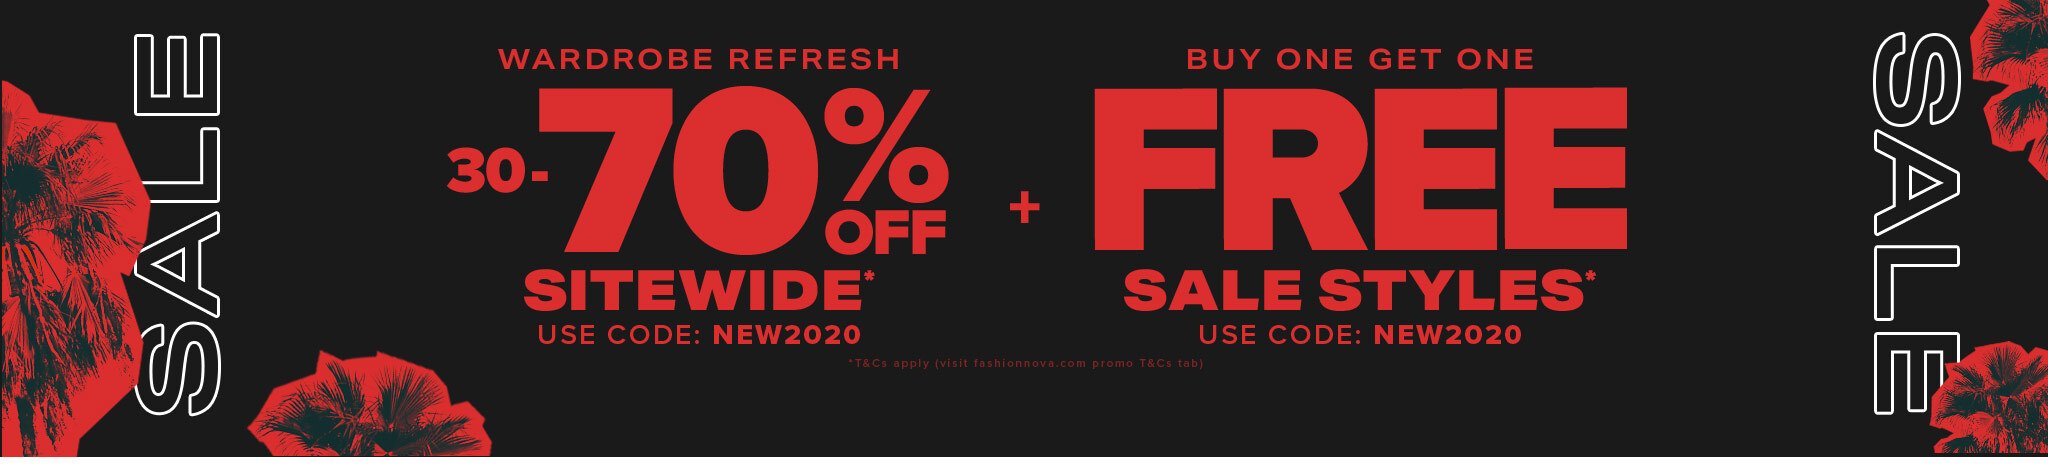 SALE
WARDROBE REFRESH
30-70% OFF
SITEWIDE*
USE CODE: NEW2020
+
BUY ONE GET ONE
FREE
SALE STYLES*
USE CODE: NEW2020
*T&Cs apply (visit fashionnova.com promo T&Cs tab)
SALE